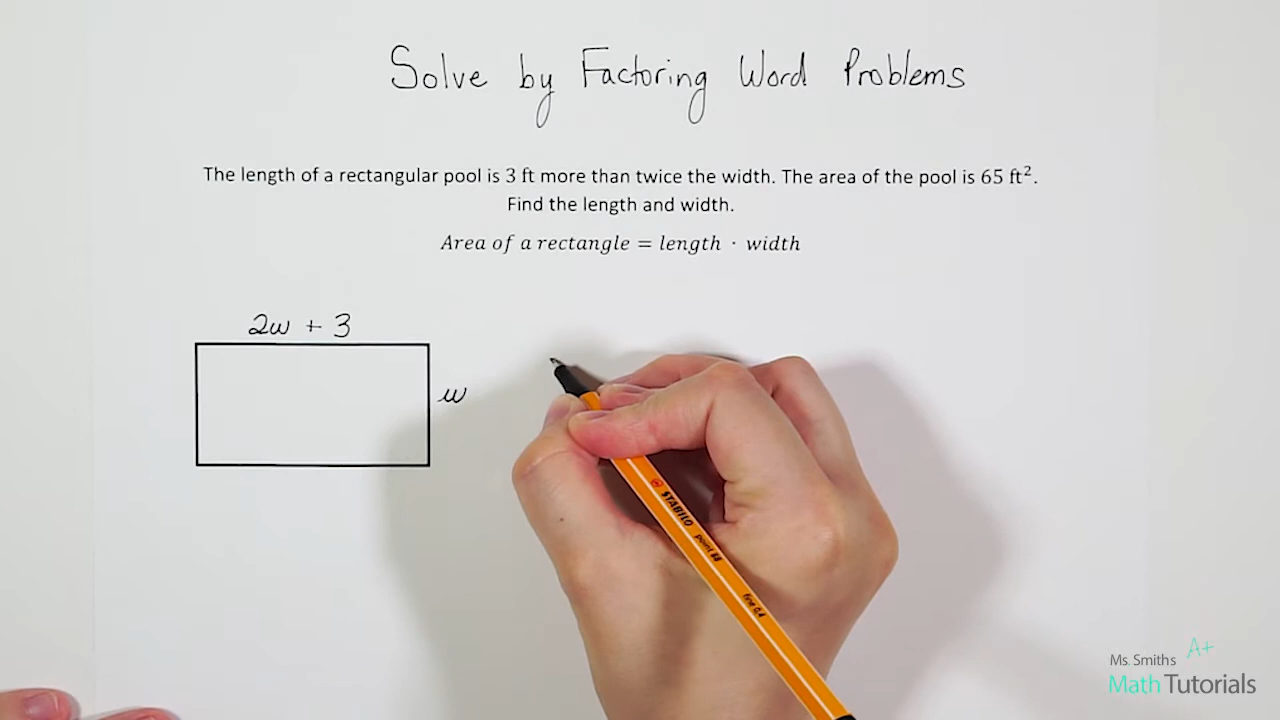 Solve by Factoring Word Problems
The length of a rectangular pool is 3 ft more than twice the width. The area of the pool is 65 ft².
Find the length and width.
Area of a rectangle = length · width
2w + 3
w
STABILO point 88 fine 0.4
Ms. Smiths A+
Math Tutorials